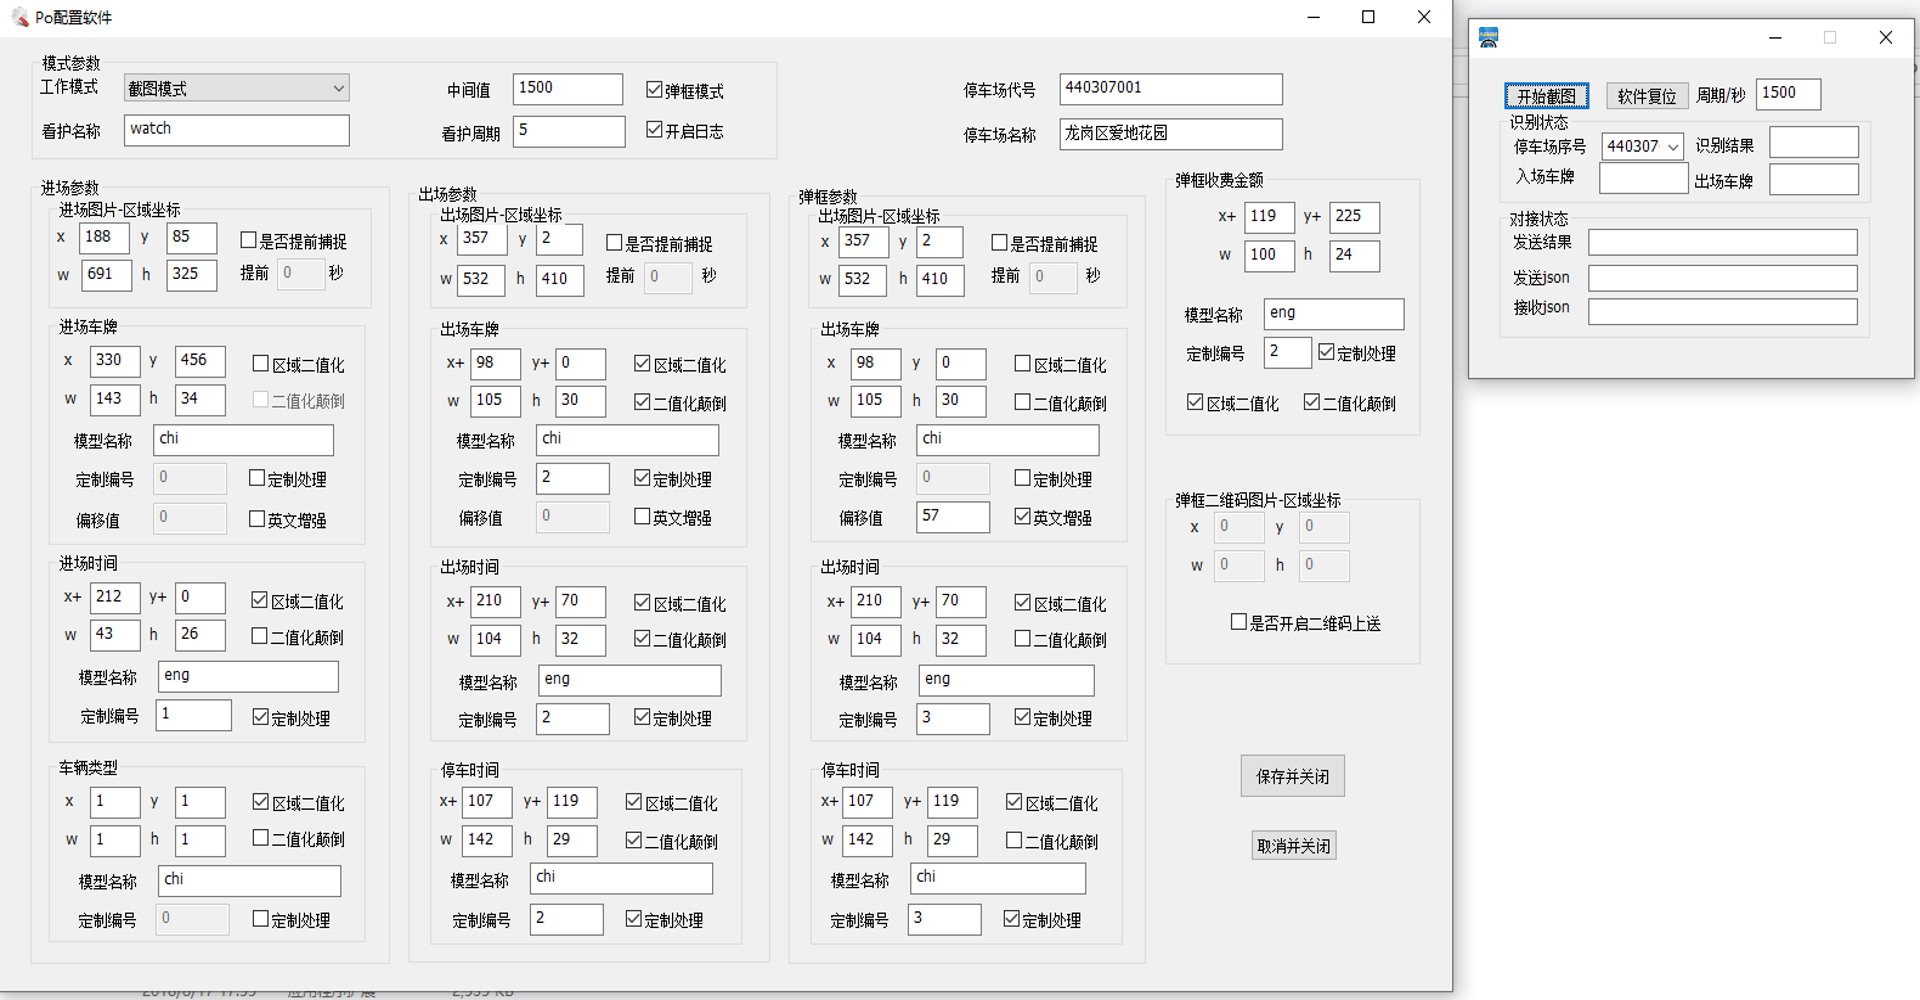 Po配置软件
模式参数
工作模式 截图模式 中间值 1500 弹框模式 停车场代号 440307001
看护名称 watch 看护周期 5 开启日志 停车场名称 龙岗区爱地花园
进场参数
进场图片-区域坐标
x 188 y 85 是否提前捕捉
w 691 h 325 提前 0 秒
进场车牌
x 330 y 456 区域二值化
w 143 h 34 二值化颠倒
模型名称 chi
定制编号 0 定制处理
偏移值 0 英文增强
进场时间
x+ 212 y+ 0 区域二值化
w 43 h 26 二值化颠倒
模型名称 eng
定制编号 1 定制处理
车辆类型
x 1 y 1 区域二值化
w 1 h 1 二值化颠倒
模型名称 chi
定制编号 0 定制处理
出场参数
出场图片-区域坐标
x 357 y 2 是否提前捕捉
w 532 h 410 提前 0 秒
出场车牌
x+ 98 y+ 0 区域二值化
w 105 h 30 二值化颠倒
模型名称 chi
定制编号 2 定制处理
偏移值 0 英文增强
出场时间
x+ 210 y+ 70 区域二值化
w 104 h 32 二值化颠倒
模型名称 eng
定制编号 2 定制处理
停车时间
x+ 107 y+ 119 区域二值化
w 142 h 29 二值化颠倒
模型名称 chi
定制编号 2 定制处理
弹框参数
出场图片-区域坐标
x 357 y 2 是否提前捕捉
w 532 h 410 提前 0 秒
出场车牌
x 98 y 0 区域二值化
w 105 h 30 二值化颠倒
模型名称 chi
定制编号 0 定制处理
偏移值 57 英文增强
出场时间
x+ 210 y+ 70 区域二值化
w 104 h 32 二值化颠倒
模型名称 eng
定制编号 3 定制处理
停车时间
x+ 107 y+ 119 区域二值化
w 142 h 29 二值化颠倒
模型名称 chi
定制编号 3 定制处理
弹框收费金额
x+ 119 y+ 225
w 100 h 24
模型名称 eng
定制编号 2 定制处理
区域二值化 二值化颠倒
弹框二维码图片-区域坐标
x 0 y 0
w 0 h 0
是否开启二维码上送
保存并关闭
取消并关闭
开始截图 软件复位 周期/秒 1500
识别状态
停车场序号 440307 识别结果
入场车牌 出场车牌
对接状态
发送结果
发送json
接收json